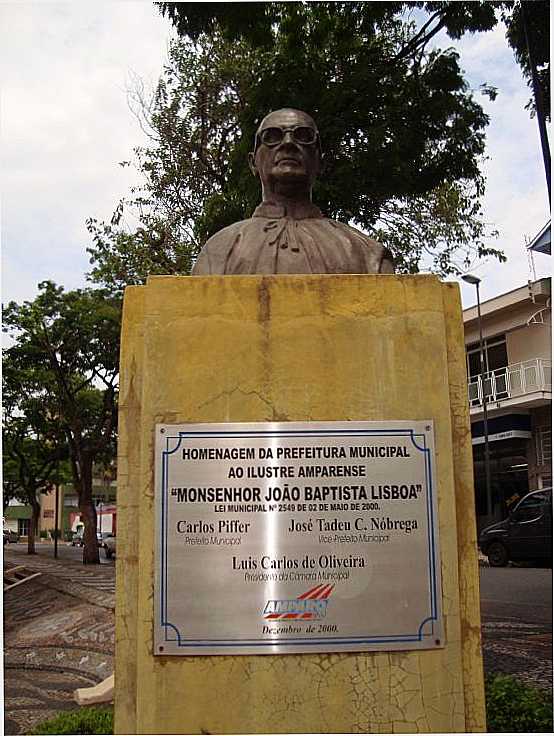 HOMENAGEM DA PREFEITURA MUNICIPAL
AO ILUSTRE AMPARENSE
"MONSENHOR JOÃO BAPTISTA LISBOA"
LEI MUNICIPAL Nº 2549 DE 02 DE MAIO DE 2000.
Carlos Piffer José Tadeu C. Nóbrega
Prefeito Municipal Vice-Prefeito Municipal
Luis Carlos de Oliveira
Presidente da Câmara Municipal
AMPARO
Dezembro de 2000.